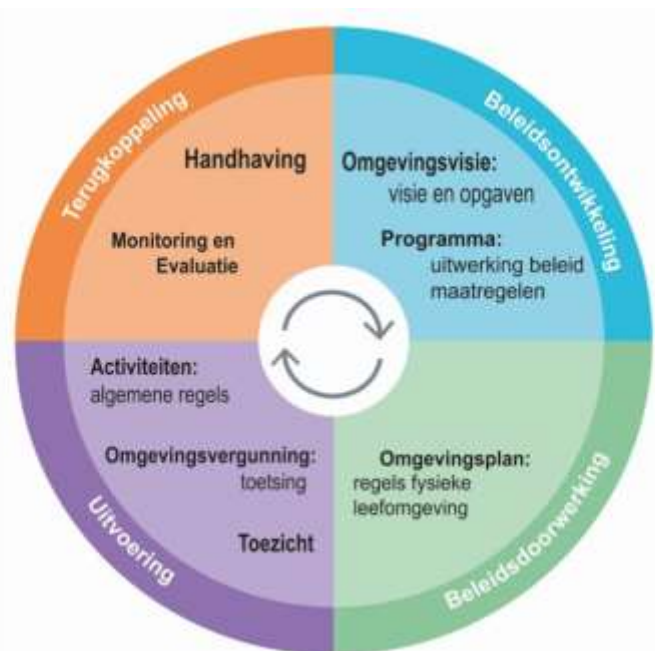 Terugkoppeling
Handhaving
Monitoring en
Evaluatie
Beleidsontwikkeling
Omgevingsvisie:
visie en opgaven
Programma:
uitwerking beleid
maatregelen
Beleidsdoorwerking
Omgevingsplan:
regels fysieke
leefomgeving
Uitvoering
Activiteiten:
algemene regels
Omgevingsvergunning:
toetsing
Toezicht